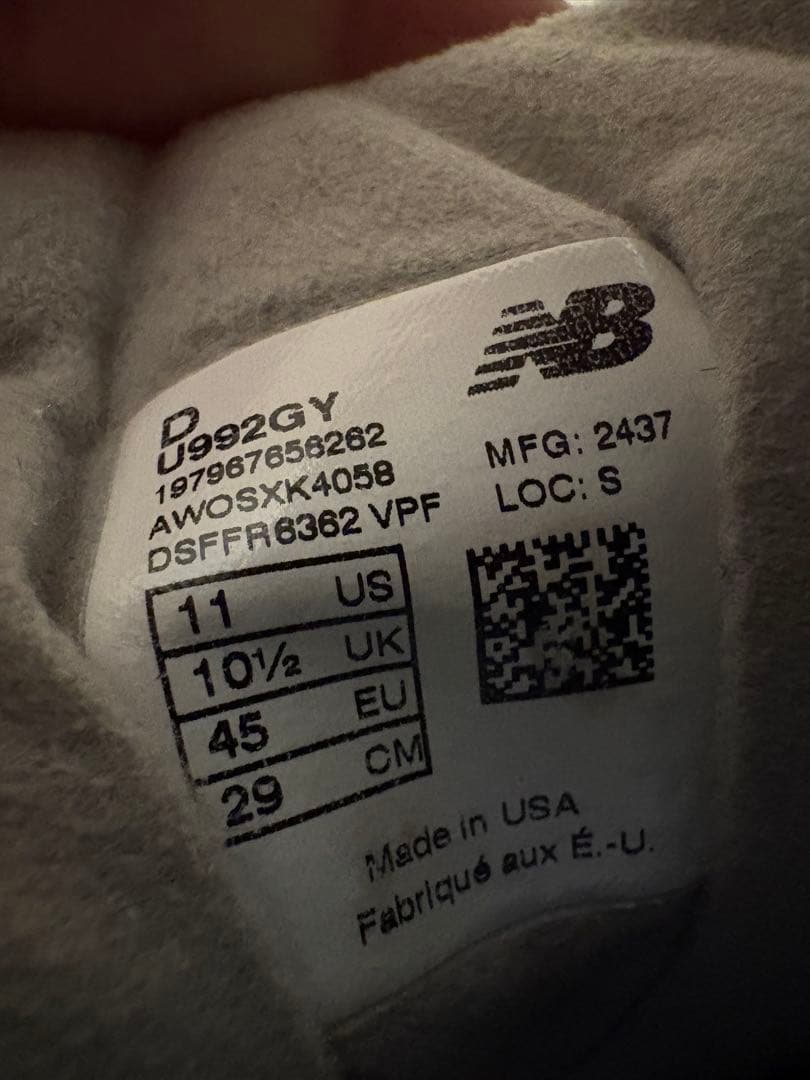 NB
D
U992GY
197967656262
AWOSXK4058
DSFFR6362 VPF
MFG: 2437
LOC: S
11 US
10½ UK
45 EU
29 CM
Made in USA
Fabriqué aux É.-U.